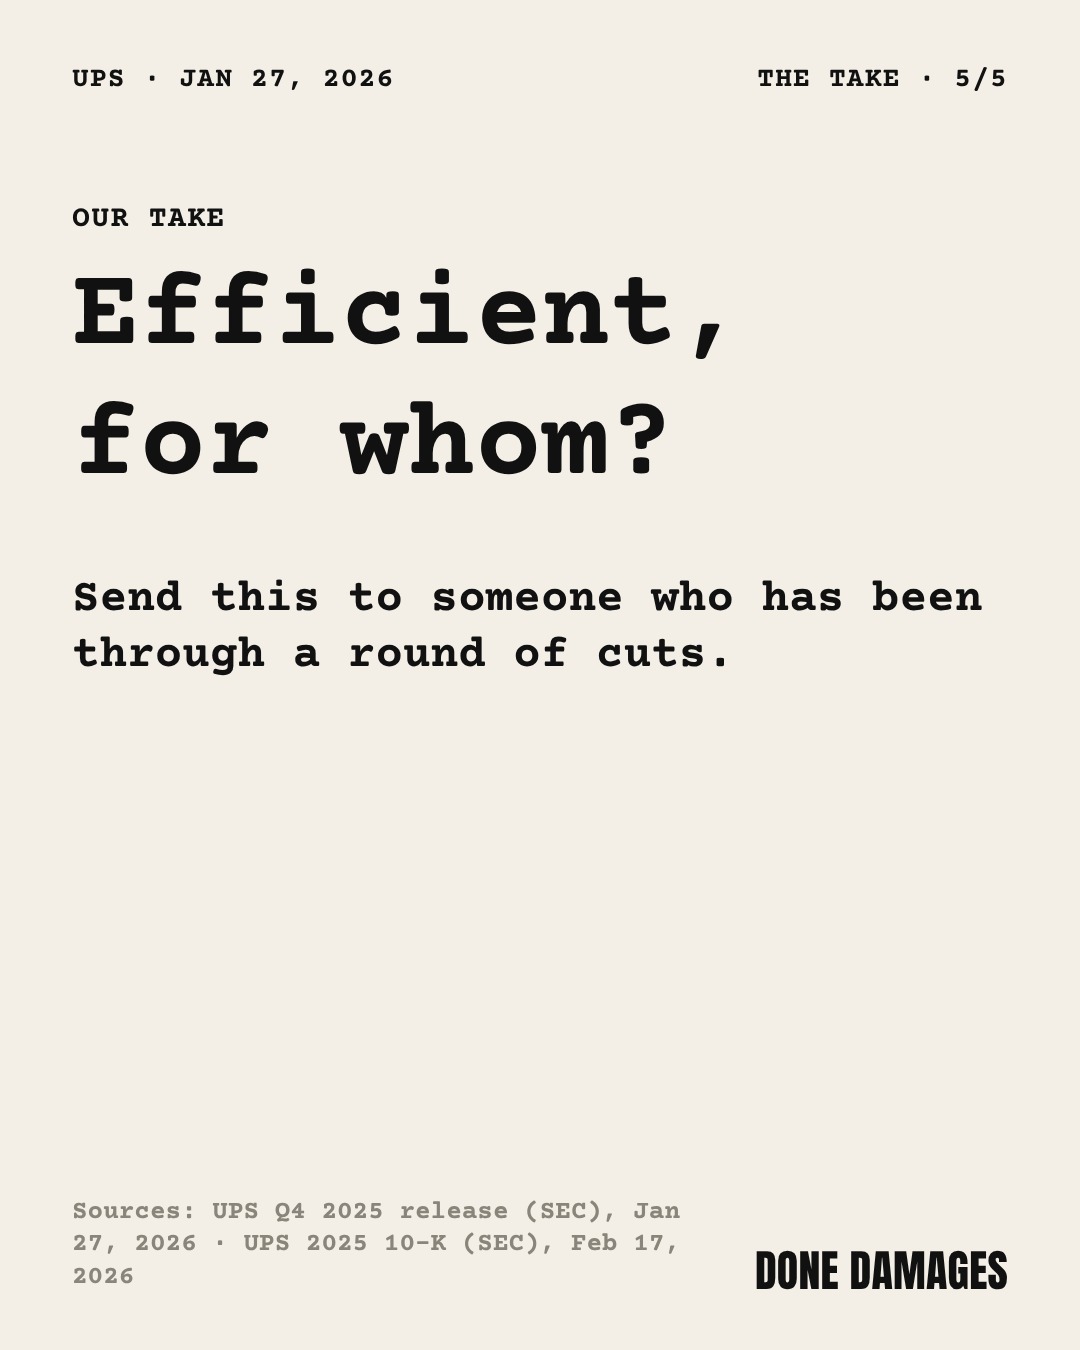 UPS · JAN 27, 2026
THE TAKE · 5/5
OUR TAKE
Efficient,
for whom?
Send this to someone who has been
through a round of cuts.
Sources: UPS Q4 2025 release (SEC), Jan
27, 2026 · UPS 2025 10-K (SEC), Feb 17,
2026
DONE DAMAGES